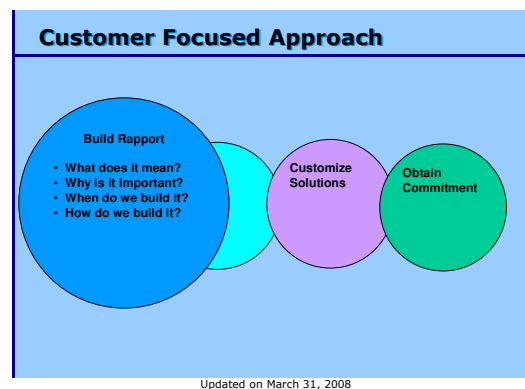 Customer Focused Approach
Build Rapport
• What does it mean?
• Why is it important?
• When do we build it?
• How do we build it?
Customize
Solutions
Obtain
Commitment
Updated on March 31, 2008